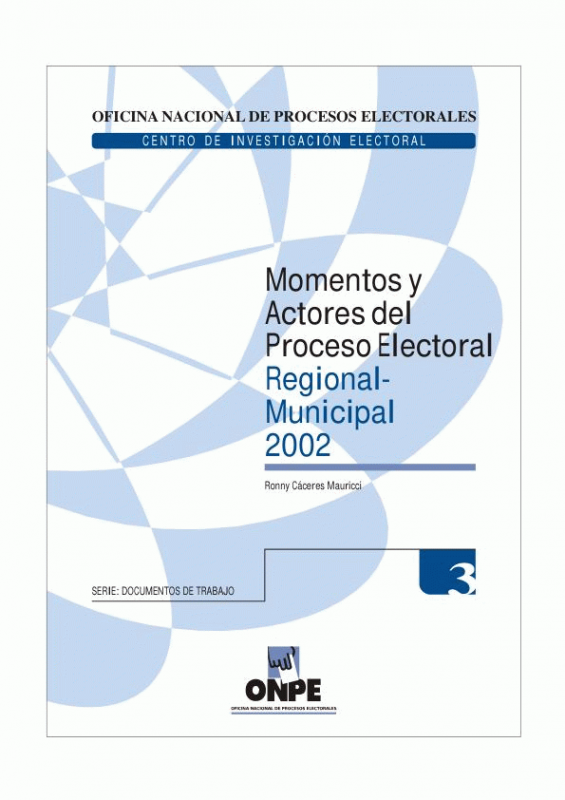 OFICINA NACIONAL DE PROCESOS ELECTORALES
CENTRO DE INVESTIGACIÓN ELECTORAL
Momentos y
Actores del
Proceso Electoral
Regional-
Municipal
2002
Ronny Cáceres Mauricci
3
SERIE: DOCUMENTOS DE TRABAJO
ONPE
OFICINA NACIONAL DE PROCESOS ELECTORALES